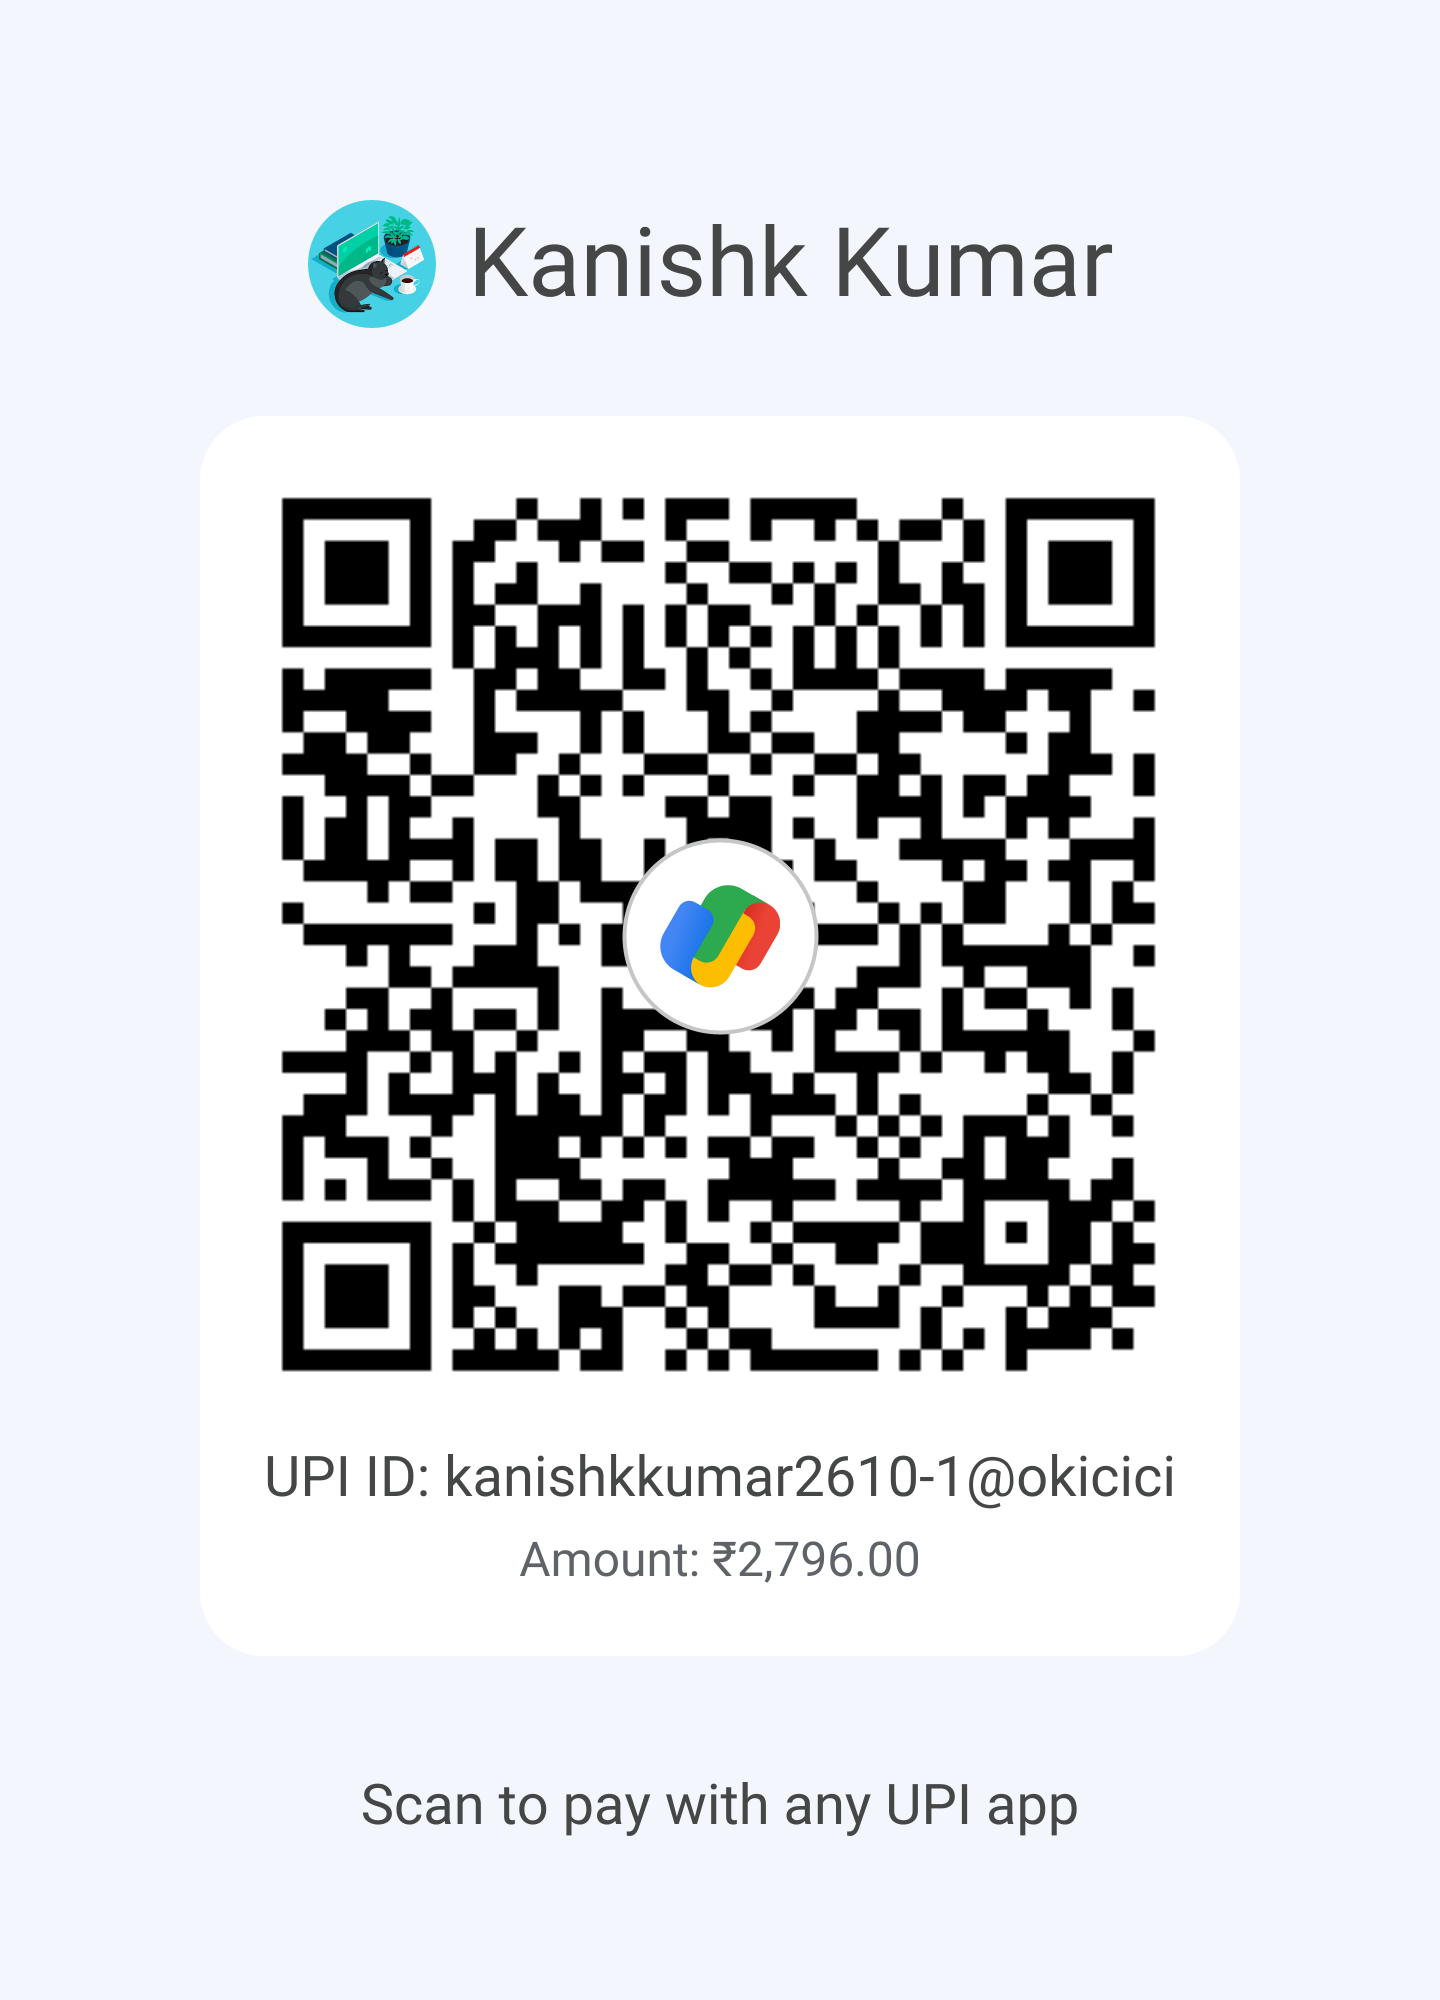 Kanishk Kumar
UPI ID: kanishkkumar2610-1@okicici
Amount: ₹2,796.00
Scan to pay with any UPI app